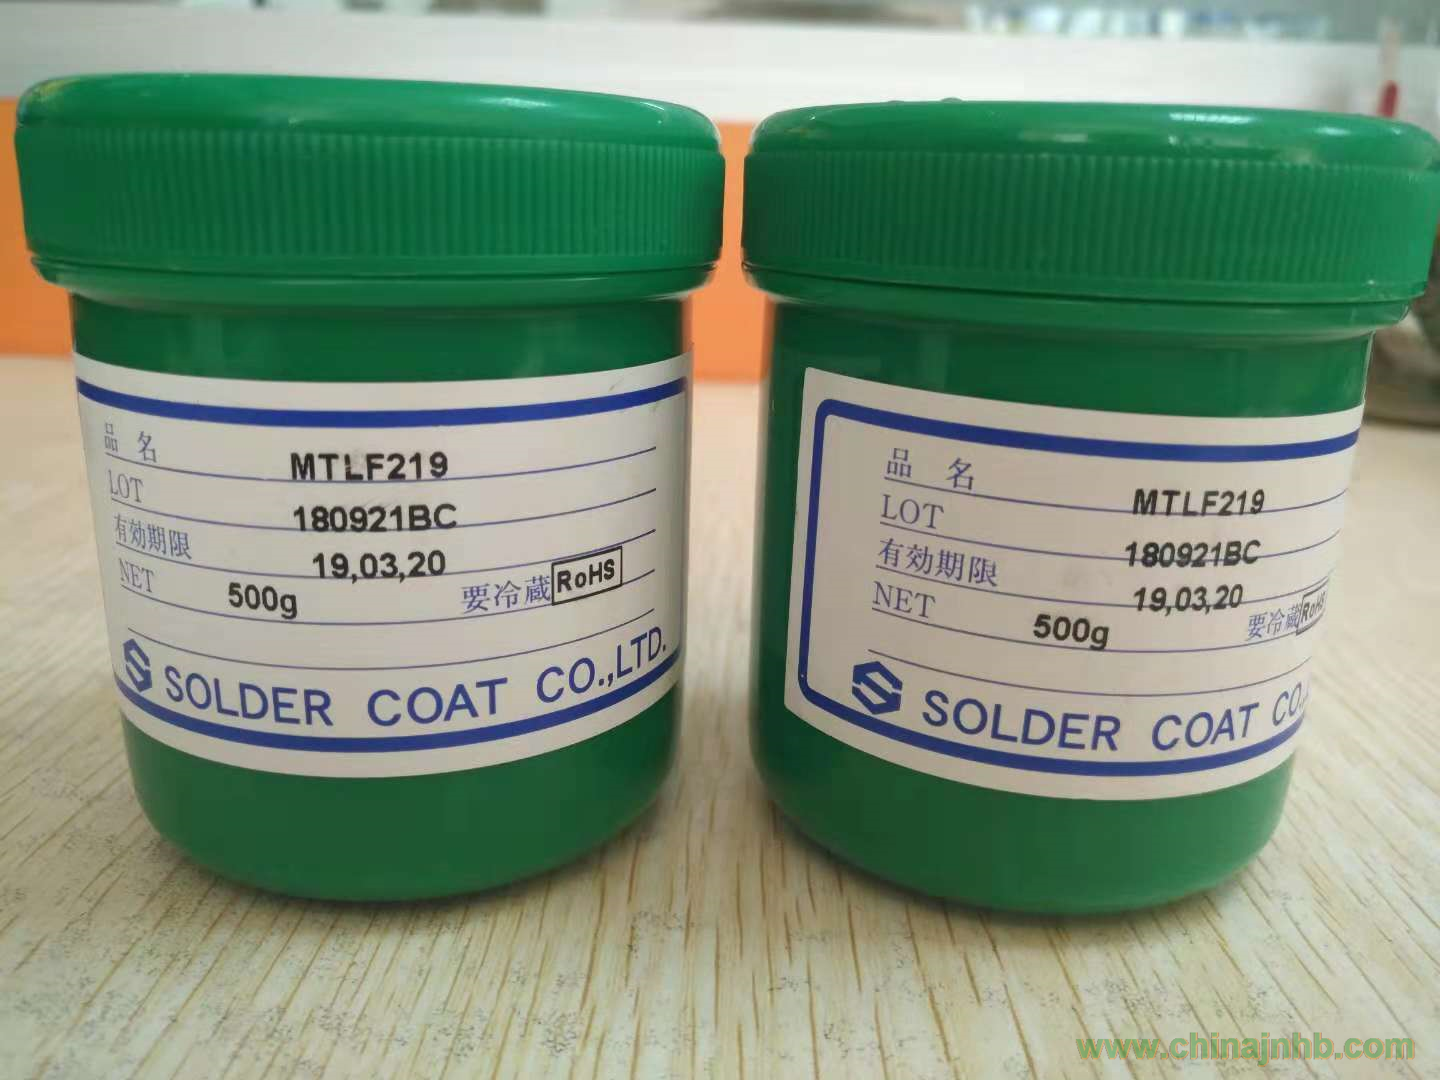 品 名 MTLF219
LOT 180921BC
有効期限 19,03,20
NET 500g 要冷蔵 RoHS
SOLDER COAT CO.,LTD.
品 名 MTLF219
LOT 180921BC
有効期限 19,03,20
NET 500g 要冷蔵 RoHS
SOLDER COAT CO.,
www.chinajnhb.com